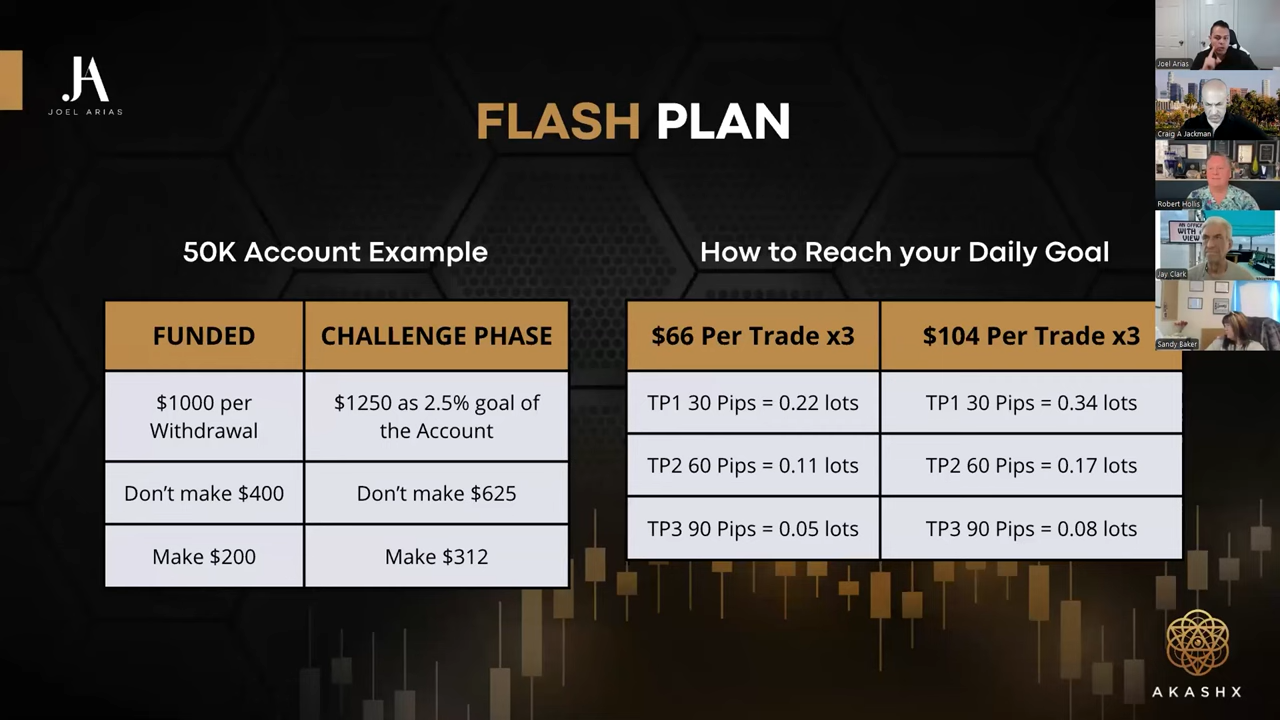 JA
JOEL ARIAS
FLASH PLAN
50K Account Example
FUNDED
CHALLENGE PHASE
$1000 per
Withdrawal
$1250 as 2.5% goal of
the Account
Don't make $400
Don't make $625
Make $200
Make $312
How to Reach your Daily Goal
$66 Per Trade x3
$104 Per Trade x3
TP1 30 Pips = 0.22 lots
TP1 30 Pips = 0.34 lots
TP2 60 Pips = 0.11 lots
TP2 60 Pips = 0.17 lots
TP3 90 Pips = 0.05 lots
TP3 90 Pips = 0.08 lots
Joel Arias
Craig A Jackman
Robert Hollis
AN OFFICE
WITH A
VIEW
Jay Clark
Sandy Baker
AKASHX